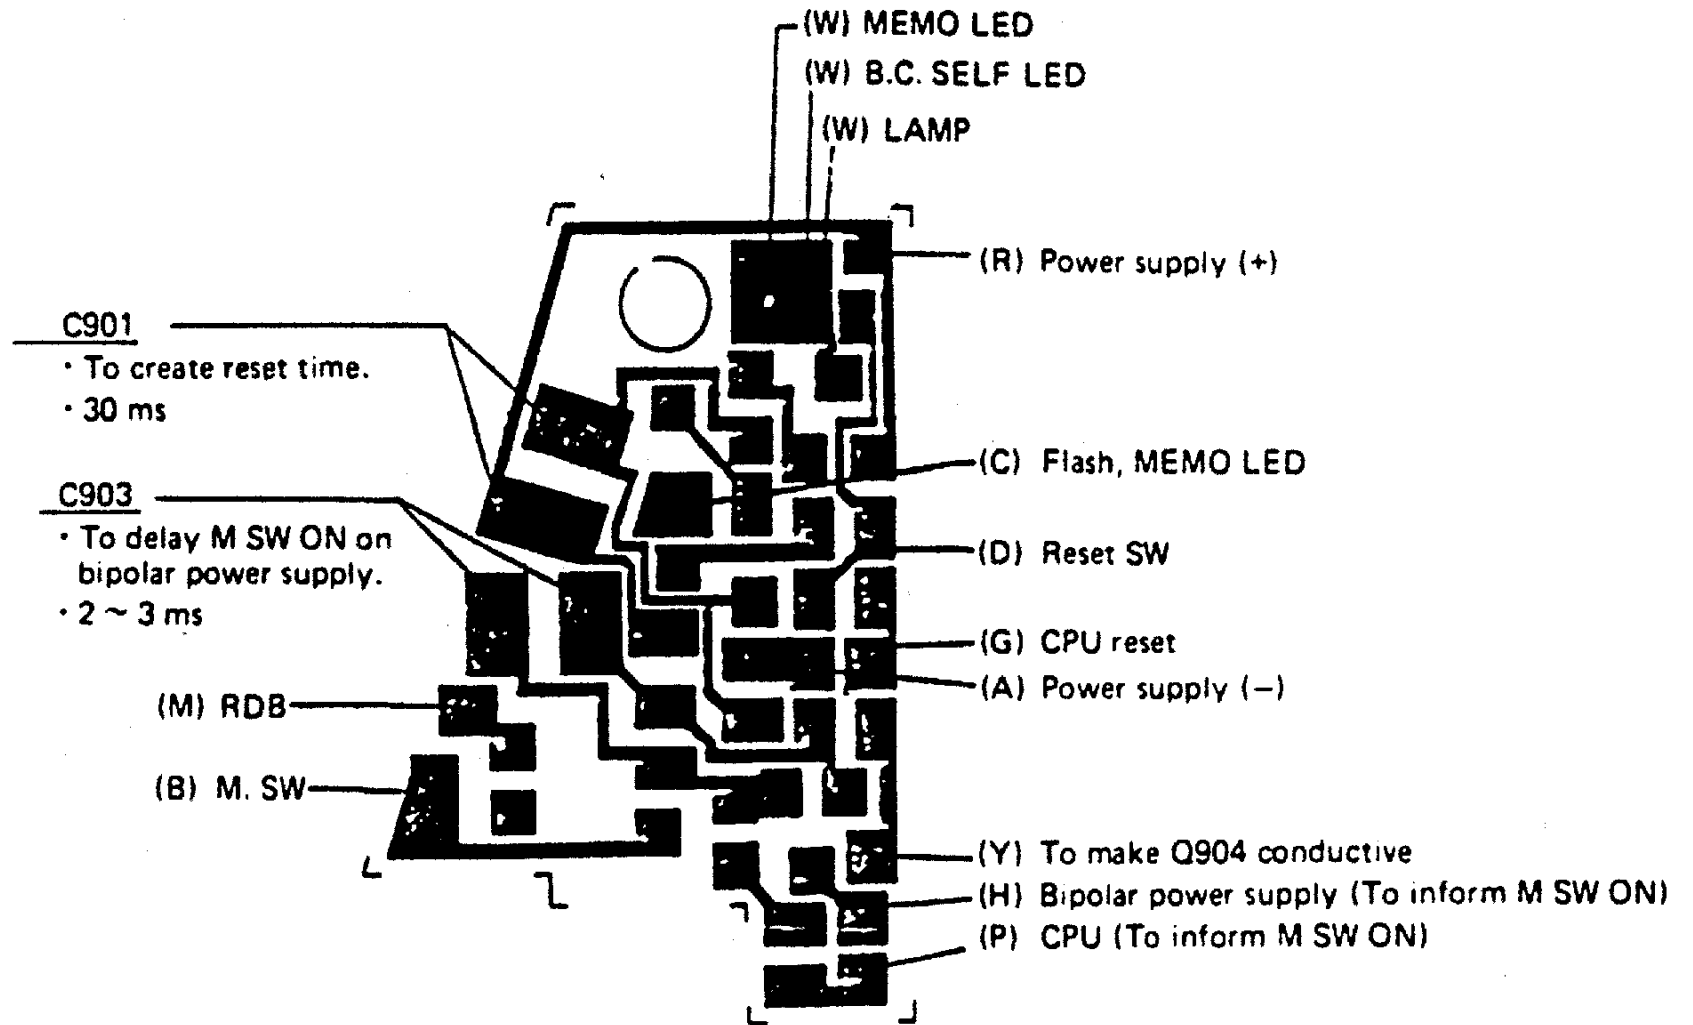 (W) MEMO LED
(W) B.C. SELF LED
(W) LAMP
(R) Power supply (+)
C901
· To create reset time.
· 30 ms
(C) Flash, MEMO LED
C903
· To delay M SW ON on
bipolar power supply.
· 2 ~ 3 ms
(D) Reset SW
(G) CPU reset
(A) Power supply (−)
(M) RDB
(B) M. SW
(Y) To make Q904 conductive
(H) Bipolar power supply (To inform M SW ON)
(P) CPU (To inform M SW ON)